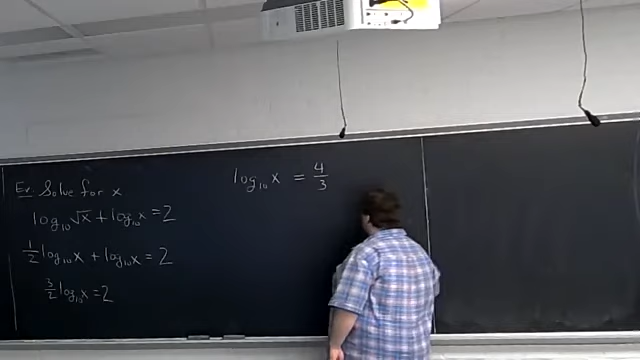 Ex. Solve for x
log₁₀ √x + log₁₀ x = 2
1/2 log₁₀ x + log₁₀ x = 2
3/2 log₁₀ x = 2
log₁₀ x = 4/3